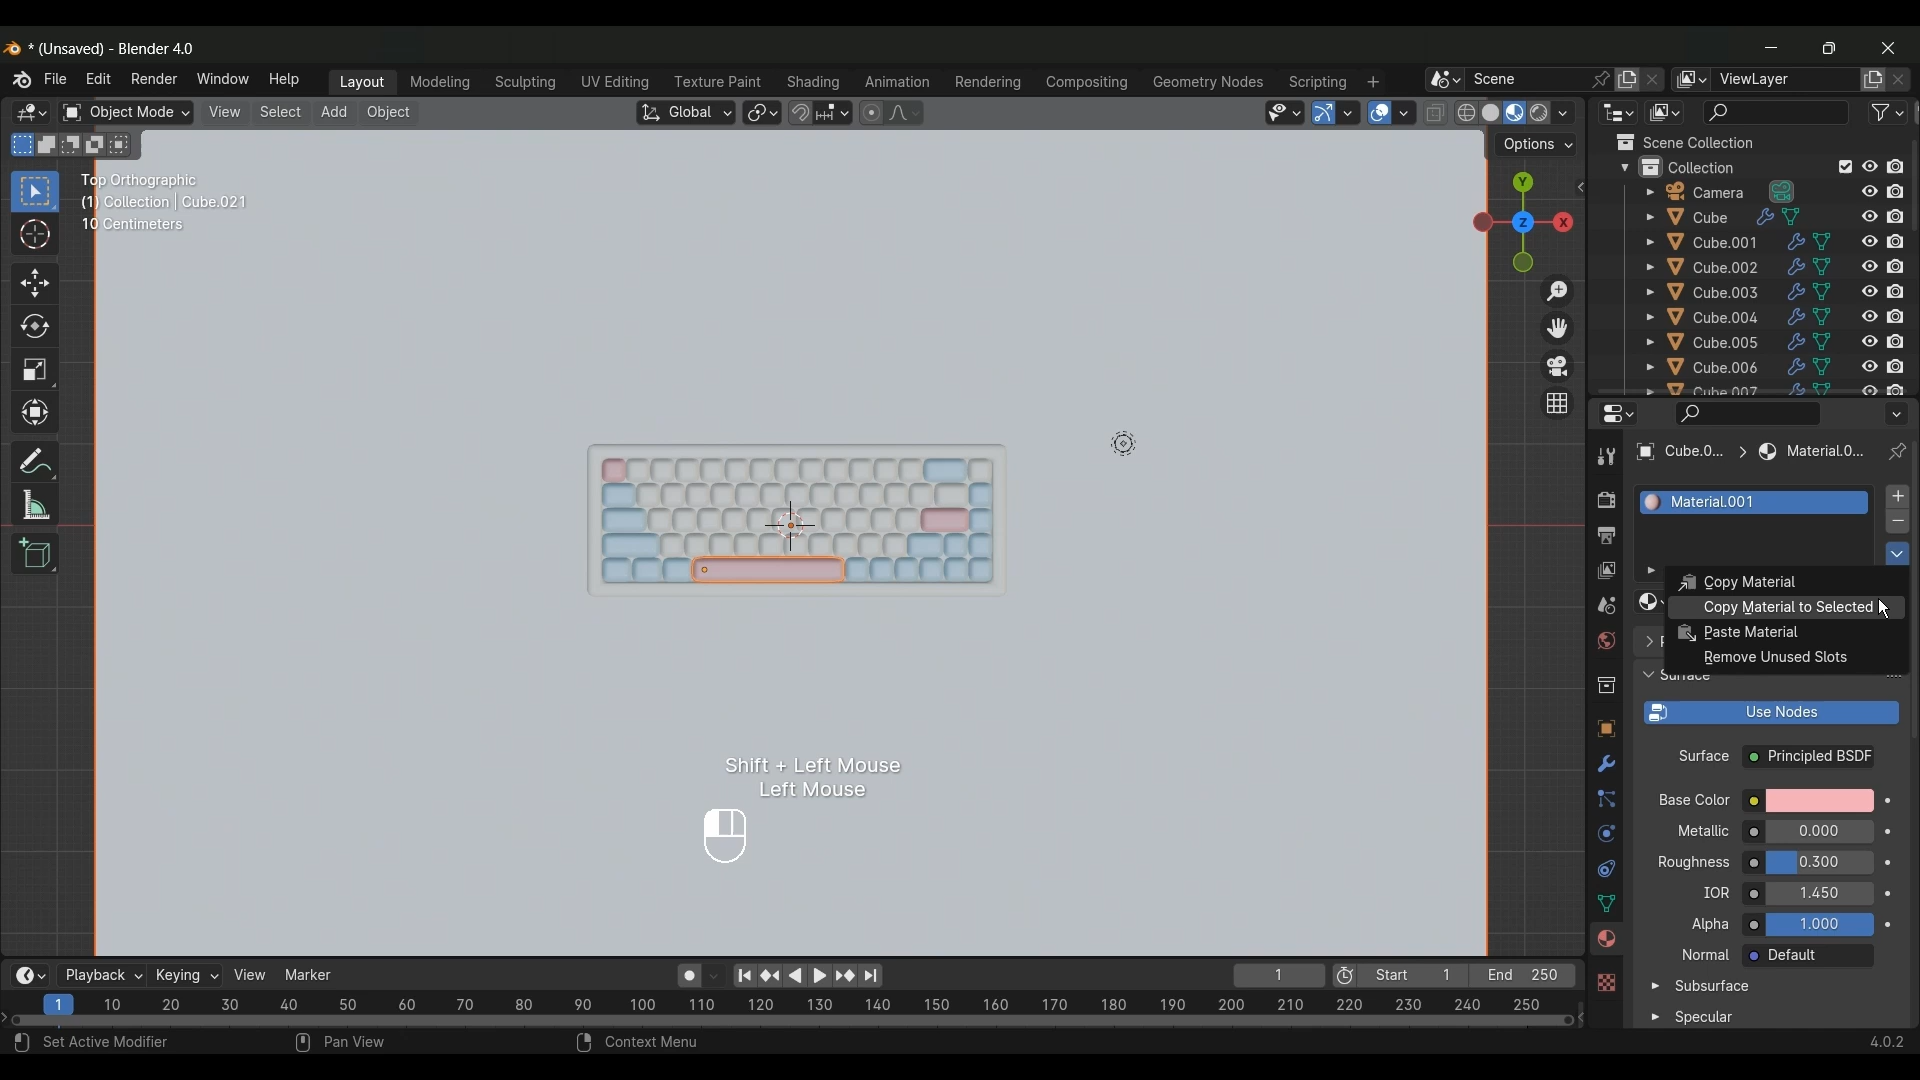 * (Unsaved) - Blender 4.0
File Edit Render Window Help Layout Modeling Sculpting UV Editing Texture Paint Shading Animation Rendering Compositing Geometry Nodes Scripting + Scene ViewLayer
Object Mode View Select Add Object Global
Options
Top Orthographic
(1) Collection | Cube.021
10 Centimeters
Y
X
Z
Shift + Left Mouse
Left Mouse
Scene Collection
Collection
Camera
Cube
Cube.001
Cube.002
Cube.003
Cube.004
Cube.005
Cube.006
Cube.007
Cube.0... > Material.0...
Material.001
Copy Material
Copy Material to Selected
Paste Material
Remove Unused Slots
Surface
Use Nodes
Surface Principled BSDF
Base Color
Metallic 0.000
Roughness 0.300
IOR 1.450
Alpha 1.000
Normal Default
Subsurface
Specular
Playback Keying View Marker 1 Start 1 End 250
1 10 20 30 40 50 60 70 80 90 100 110 120 130 140 150 160 170 180 190 200 210 220 230 240 250
Set Active Modifier Pan View Context Menu 4.0.2